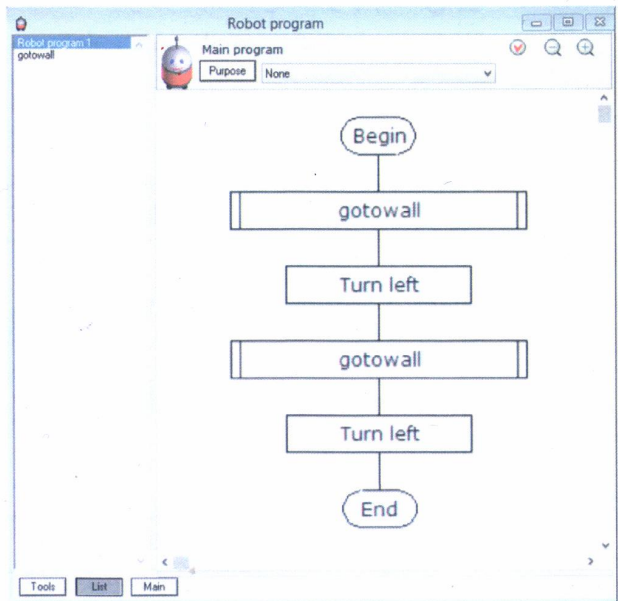 Robot program
Robot program 1
gotowall
Main program
Purpose
None
Begin
gotowall
Turn left
gotowall
Turn left
End
Tools
List
Main